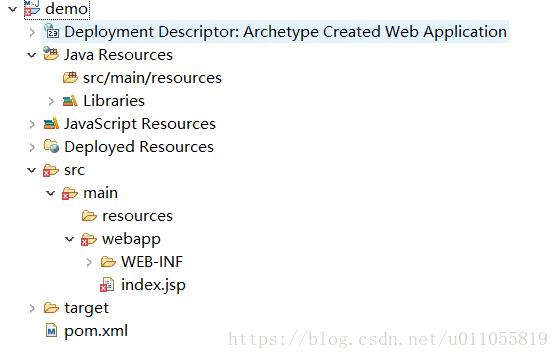 demo
Deployment Descriptor: Archetype Created Web Application
Java Resources
src/main/resources
Libraries
JavaScript Resources
Deployed Resources
src
main
resources
webapp
WEB-INF
index.jsp
target
pom.xml
https://blog.csdn.net/u011055819